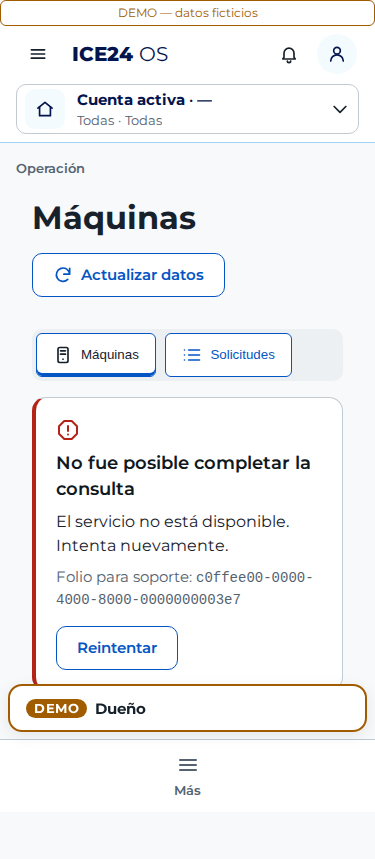 DEMO — datos ficticios
ICE24 OS
Cuenta activa · —
Todas · Todas
Operación
Máquinas
Actualizar datos
Máquinas
Solicitudes
No fue posible completar la
consulta
El servicio no está disponible.
Intenta nuevamente.
Folio para soporte: c0ffee00-0000-
4000-8000-0000000003e7
Reintentar
DEMO Dueño
Más